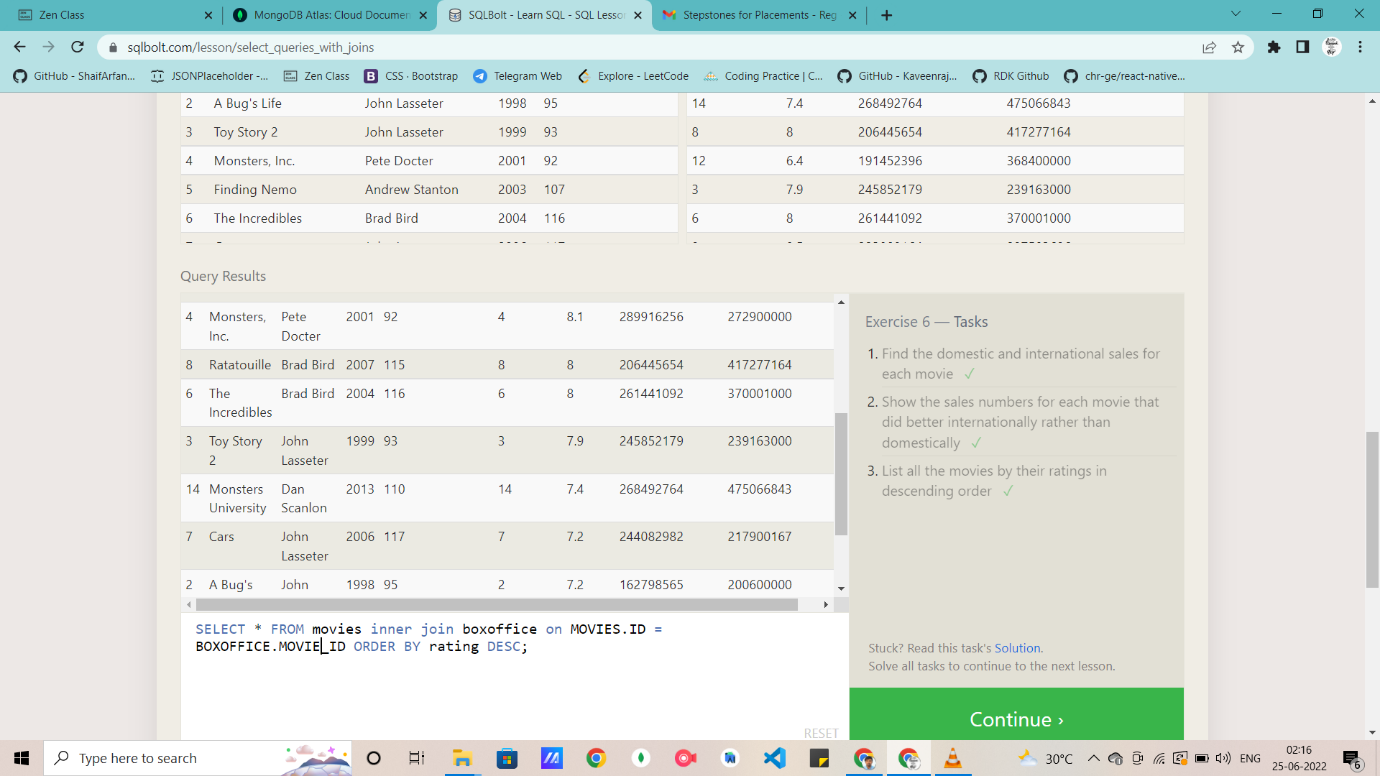 Zen Class
MongoDB Atlas: Cloud Documen
SQLBolt - Learn SQL - SQL Lesson
Stepstones for Placements - Reg
sqlbolt.com/lesson/select_queries_with_joins
GitHub - ShaifArfan... JSONPlaceholder -... Zen Class CSS · Bootstrap Telegram Web Explore - LeetCode Coding Practice | C... GitHub - Kaveenraj... RDK Github chr-ge/react-native...
2 A Bug's Life John Lasseter 1998 95 14 7.4 268492764 475066843
3 Toy Story 2 John Lasseter 1999 93 8 8 206445654 417277164
4 Monsters, Inc. Pete Docter 2001 92 12 6.4 191452396 368400000
5 Finding Nemo Andrew Stanton 2003 107 3 7.9 245852179 239163000
6 The Incredibles Brad Bird 2004 116 6 8 261441092 370001000
Query Results
4 Monsters, Pete 2001 92 4 8.1 289916256 272900000
Inc. Docter
8 Ratatouille Brad Bird 2007 115 8 8 206445654 417277164
6 The Brad Bird 2004 116 6 8 261441092 370001000
Incredibles
3 Toy Story John 1999 93 3 7.9 245852179 239163000
2 Lasseter
14 Monsters Dan 2013 110 14 7.4 268492764 475066843
University Scanlon
7 Cars John 2006 117 7 7.2 244082982 217900167
Lasseter
2 A Bug's John 1998 95 2 7.2 162798565 200600000
SELECT * FROM movies inner join boxoffice on MOVIES.ID =
BOXOFFICE.MOVIE_ID ORDER BY rating DESC;
RESET
Exercise 6 — Tasks
1. Find the domestic and international sales for
each movie ✓
2. Show the sales numbers for each movie that
did better internationally rather than
domestically ✓
3. List all the movies by their ratings in
descending order ✓
Stuck? Read this task's Solution.
Solve all tasks to continue to the next lesson.
Continue ›
Type here to search
30°C
ENG
02:16
25-06-2022
6